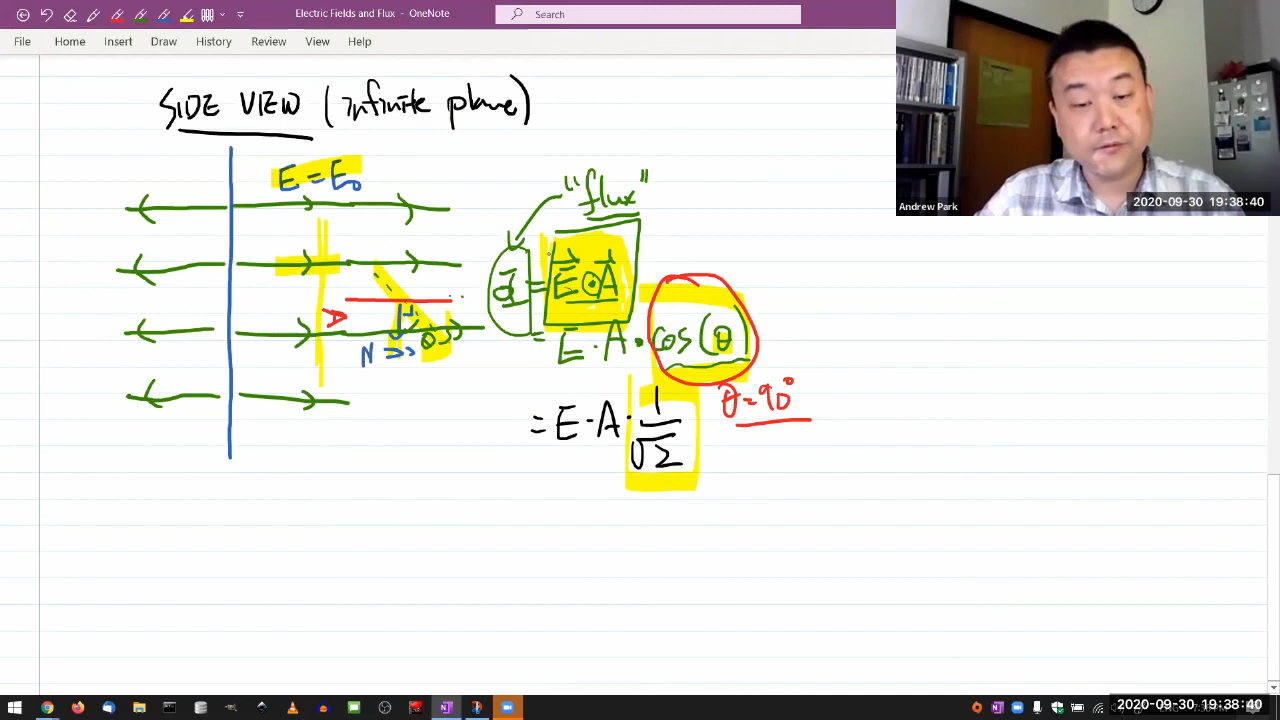 Electric Fields and Flux - OneNote
Search
File Home Insert Draw History Review View Help
SIDE VIEW (infinite plane)
E = E₀
"flux"
= E⃗ • A⃗
= E · A • cos(θ)
A
N
θ
θ = 90°
= E · A · 1/√2
Andrew Park
2020-09-30 19:38:40
2020-09-30 19:38:40